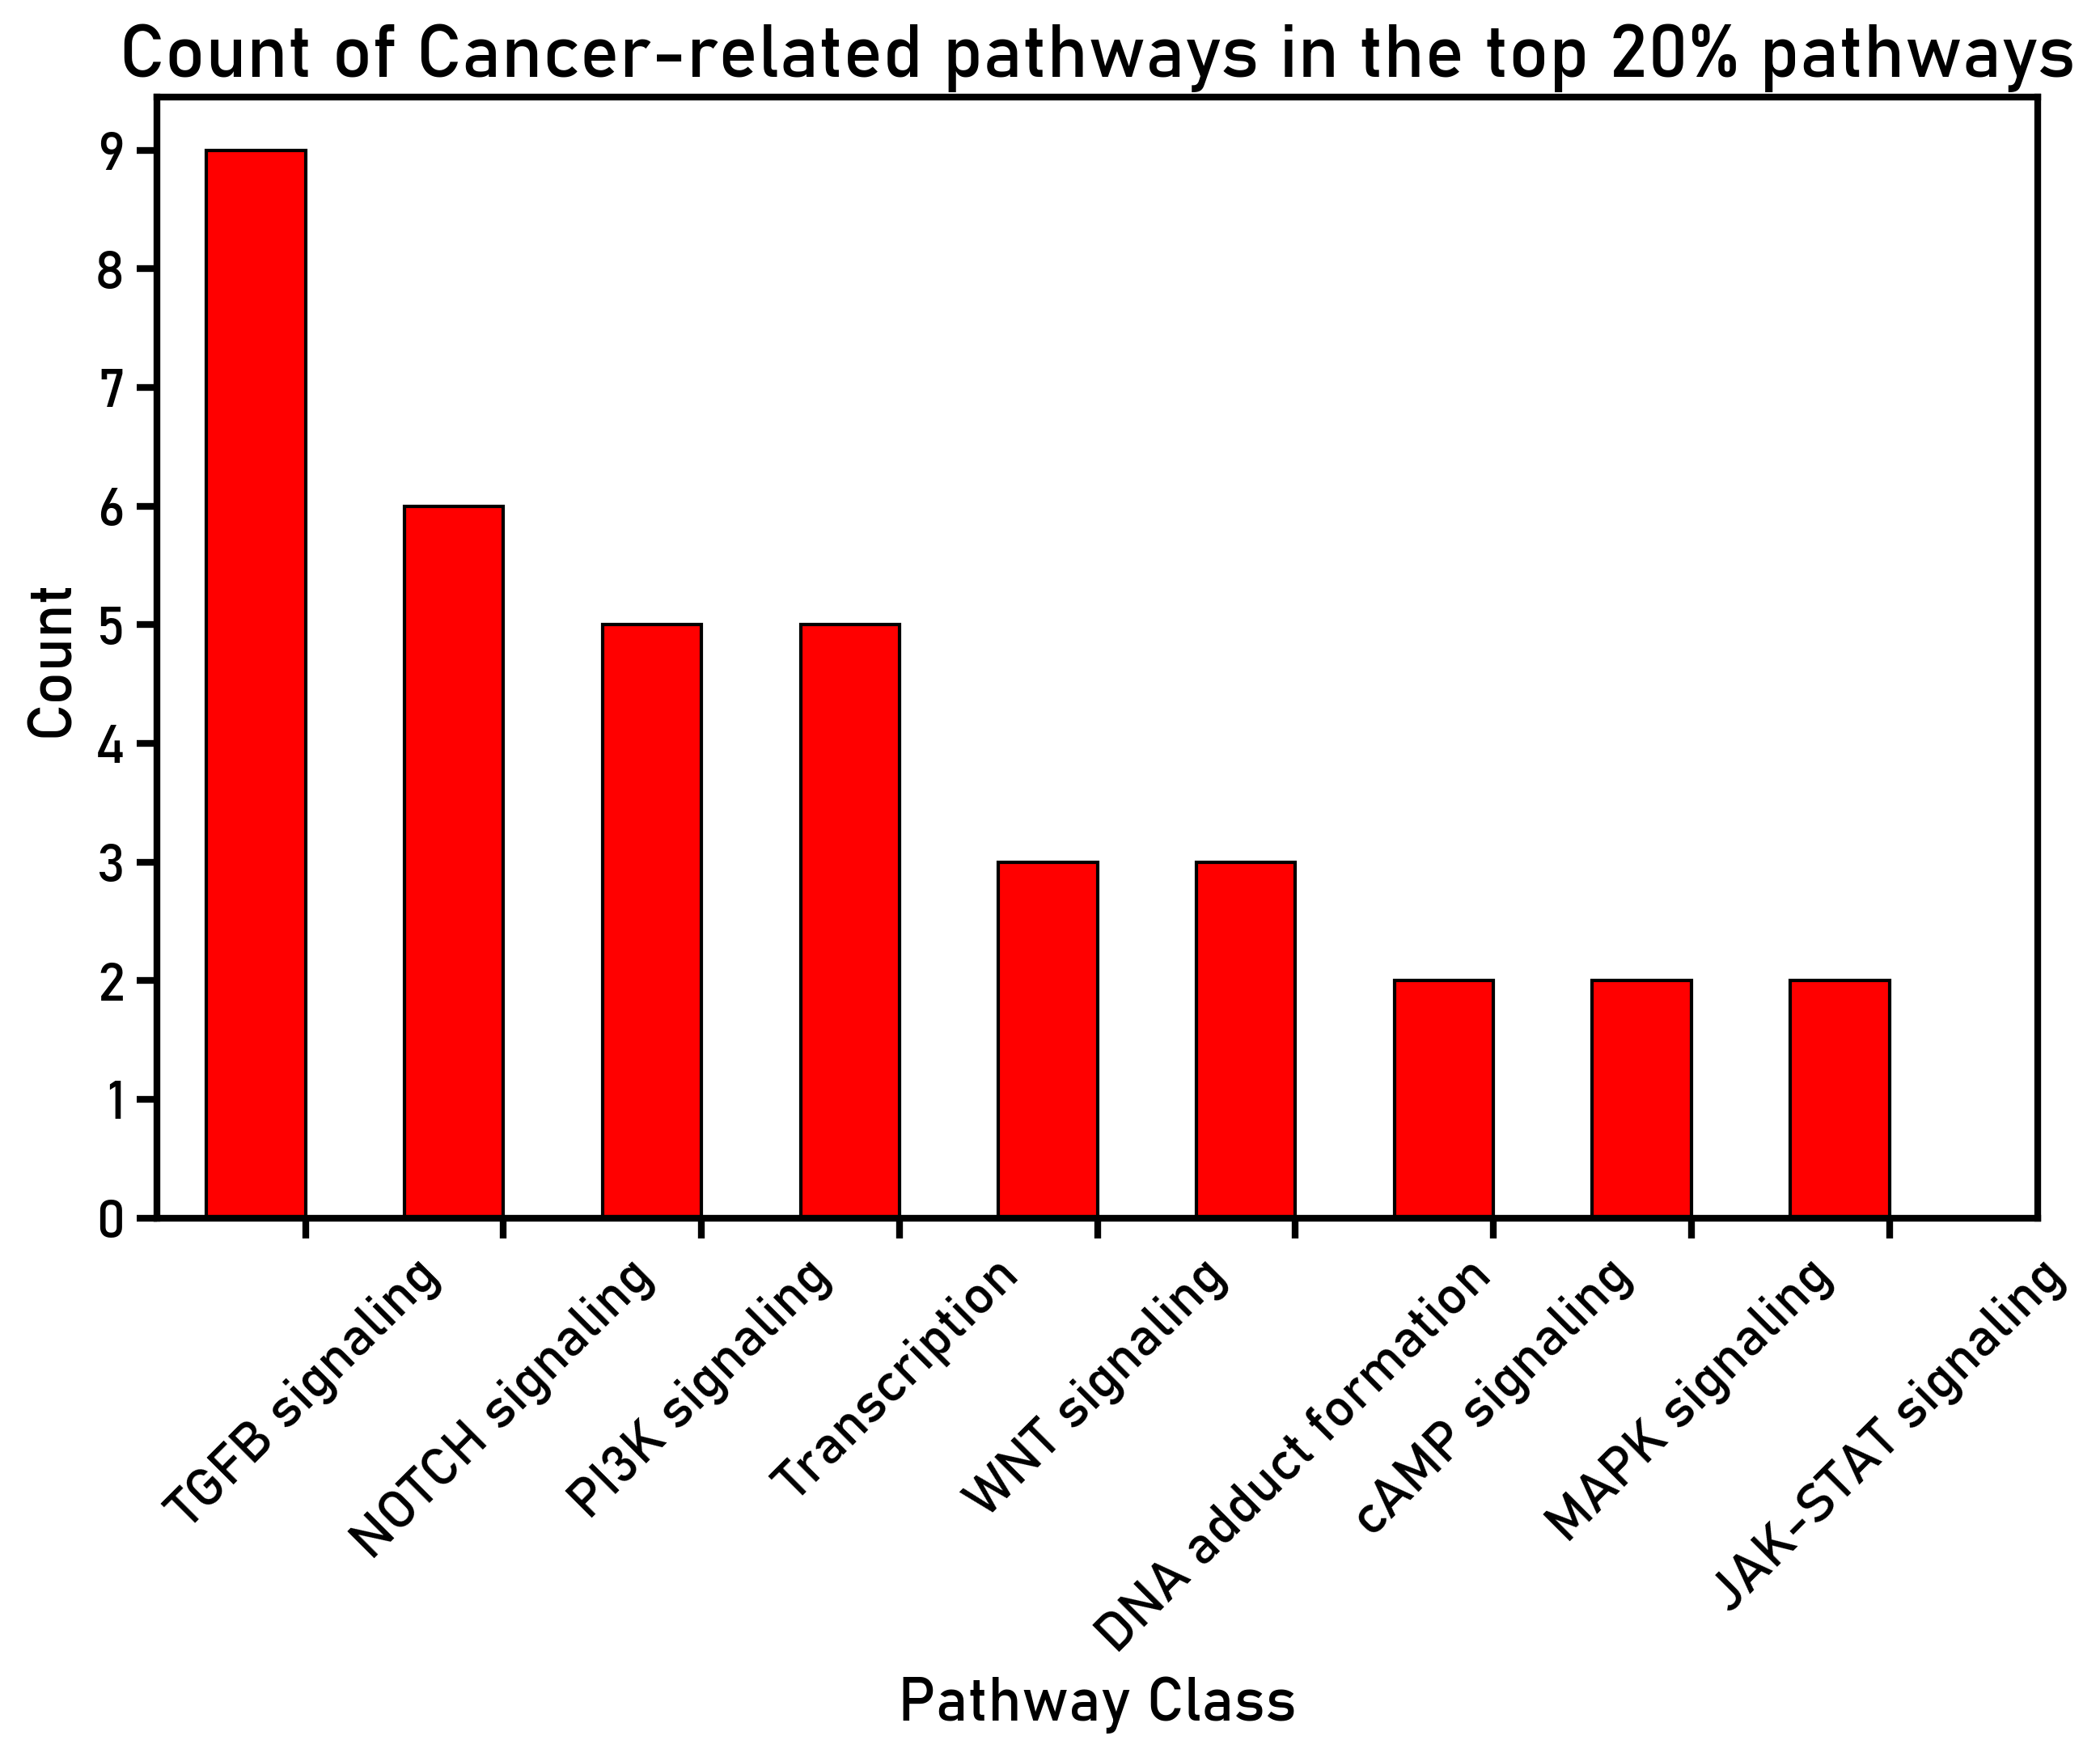 Count of Cancer-related pathways in the top 20% pathways
9
8
7
6
5
4
3
2
1
0
Count
TGFB signaling
NOTCH signaling
PI3K signaling
Transcription
WNT signaling
DNA adduct formation
cAMP signaling
MAPK signaling
JAK-STAT signaling
Pathway Class